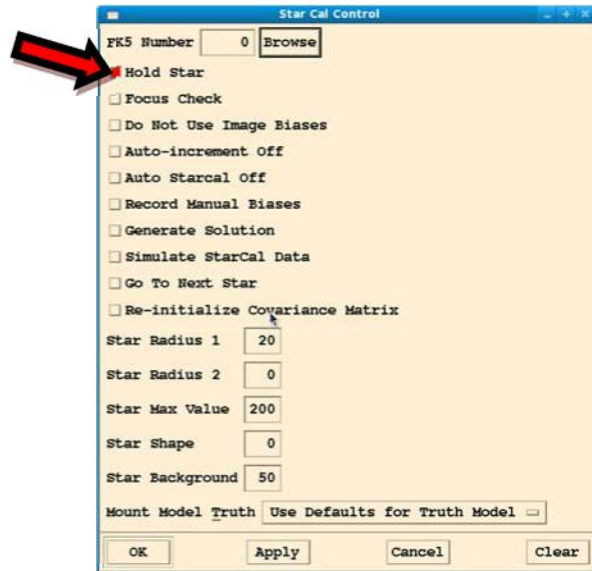 Star Cal Control
FK5 Number 0 Browse
Hold Star
Focus Check
Do Not Use Image Biases
Auto-increment Off
Auto Starcal Off
Record Manual Biases
Generate Solution
Simulate StarCal Data
Go To Next Star
Re-initialize Covariance Matrix
Star Radius 1 20
Star Radius 2 0
Star Max Value 200
Star Shape 0
Star Background 50
Mount Model Truth Use Defaults for Truth Model
OK Apply Cancel Clear